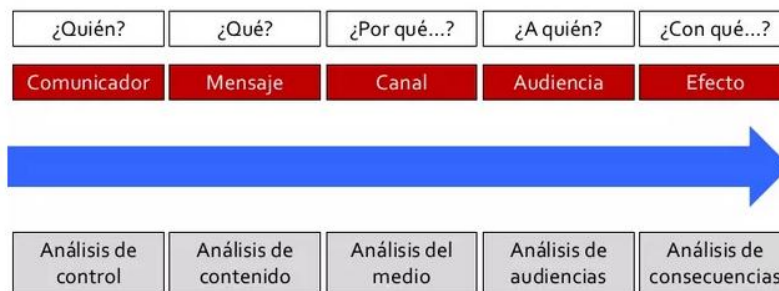 ¿Quién? ¿Qué? ¿Por qué...? ¿A quién? ¿Con qué...?
Comunicador Mensaje Canal Audiencia Efecto
Análisis de Análisis de Análisis del Análisis de Análisis de
control contenido medio audiencias consecuencias